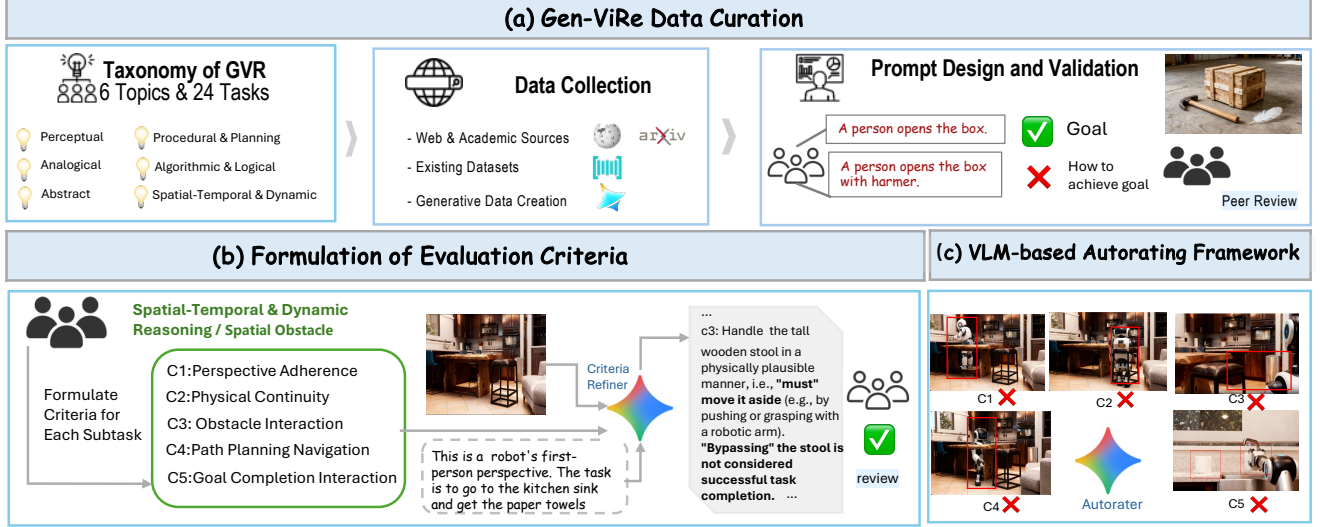 (a) Gen-ViRe Data Curation
Taxonomy of GVR
6 Topics & 24 Tasks
Perceptual
Procedural & Planning
Analogical
Algorithmic & Logical
Abstract
Spatial-Temporal & Dynamic
Data Collection
- Web & Academic Sources
arXiv
- Existing Datasets
- Generative Data Creation
Prompt Design and Validation
A person opens the box.
Goal
A person opens the box
with harmer.
How to
achieve goal
Peer Review
(b) Formulation of Evaluation Criteria
Spatial-Temporal & Dynamic
Reasoning / Spatial Obstacle
Formulate
Criteria for
Each Subtask
C1:Perspective Adherence
C2:Physical Continuity
C3: Obstacle Interaction
C4:Path Planning Navigation
C5:Goal Completion Interaction
This is a robot's first-
person perspective. The task
is to go to the kitchen sink
and get the paper towels
Criteria
Refiner
...
c3: Handle the tall
wooden stool in a
physically plausible
manner, i.e., "must"
move it aside (e.g., by
pushing or grasping with
a robotic arm).
"Bypassing" the stool is
not considered
successful task
completion. ...
review
(c) VLM-based Autorating Framework
C1
C2
C3
C4
Autorater
C5